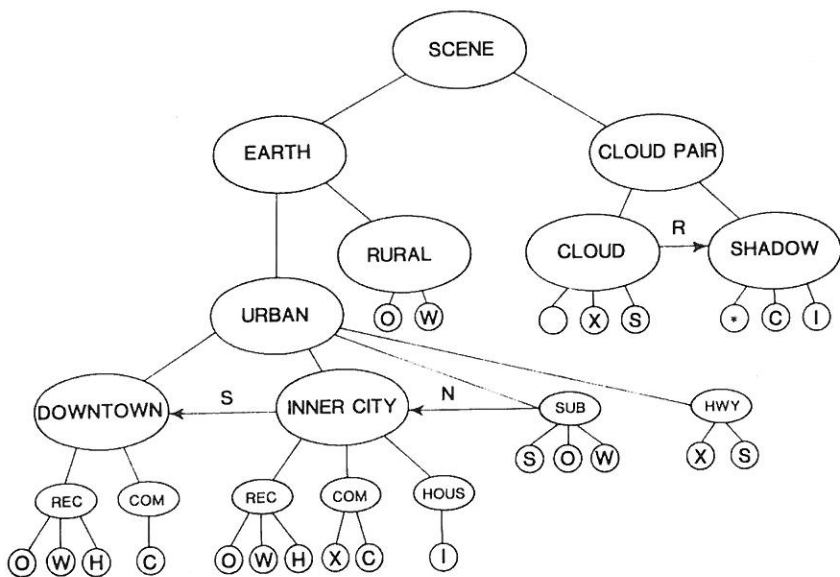 SCENE
EARTH
CLOUD PAIR
R
RURAL
CLOUD
SHADOW
URBAN
O W
X S
* C I
DOWNTOWN
S
INNER CITY
N
SUB
HWY
S O W
X S
REC
COM
REC
COM
HOUS
O W H
C
O W H
X C
I